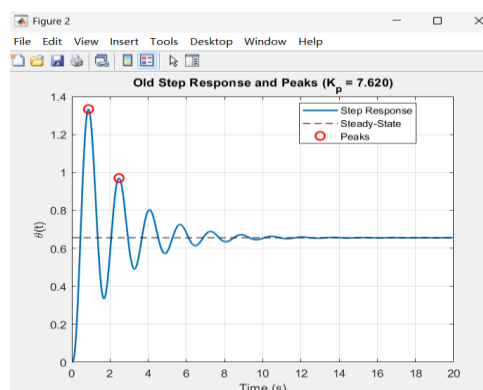 Figure 2
File Edit View Insert Tools Desktop Window Help
Old Step Response and Peaks (Kp = 7.620)
Step Response
Steady-State
Peaks
1.4
1.2
1
0.8
0.6
0.4
0.2
0
θ(t)
0 2 4 6 8 10 12 14 16 18 20
Time (s)